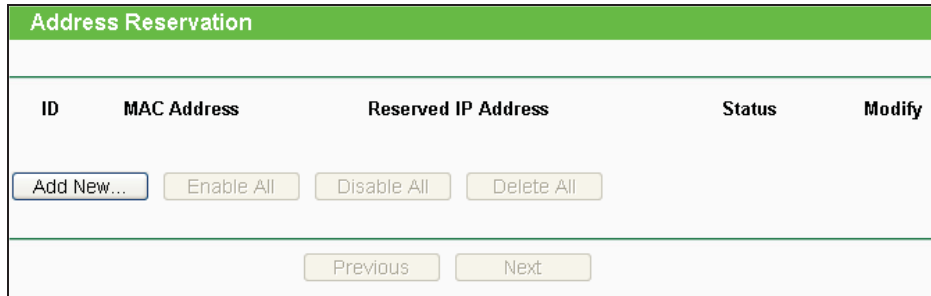 Address Reservation
ID MAC Address Reserved IP Address Status Modify
Add New... Enable All Disable All Delete All
Previous Next